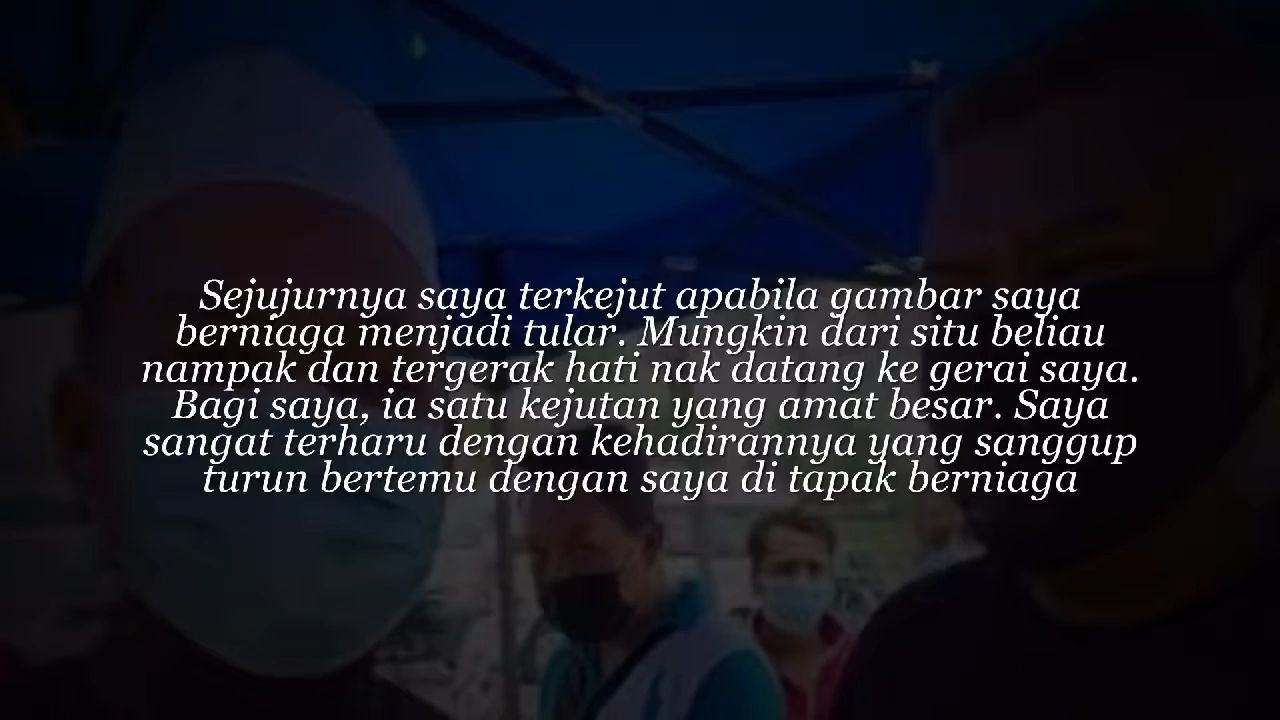 Sejujurnya saya terkejut apabila gambar saya
berniaga menjadi tular. Mungkin dari situ beliau
nampak dan tergerak hati nak datang ke gerai saya.
Bagi saya, ia satu kejutan yang amat besar. Saya
sangat terharu dengan kehadirannya yang sanggup
turun bertemu dengan saya di tapak berniaga